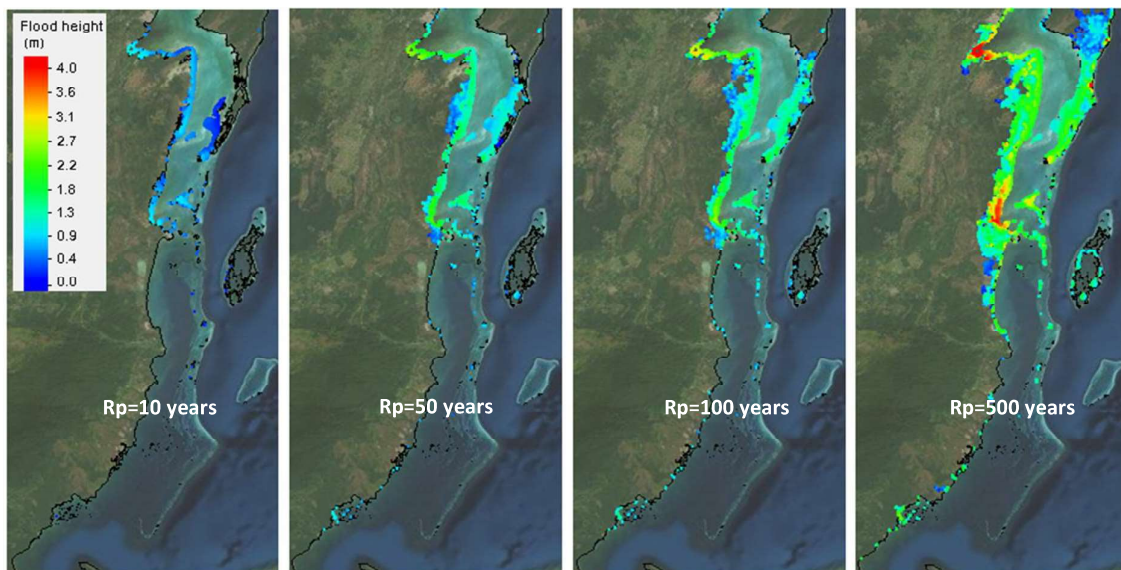 Flood height
(m)
4.0
3.6
3.1
2.7
2.2
1.8
1.3
0.9
0.4
0.0
Rp=10 years
Rp=50 years
Rp=100 years
Rp=500 years